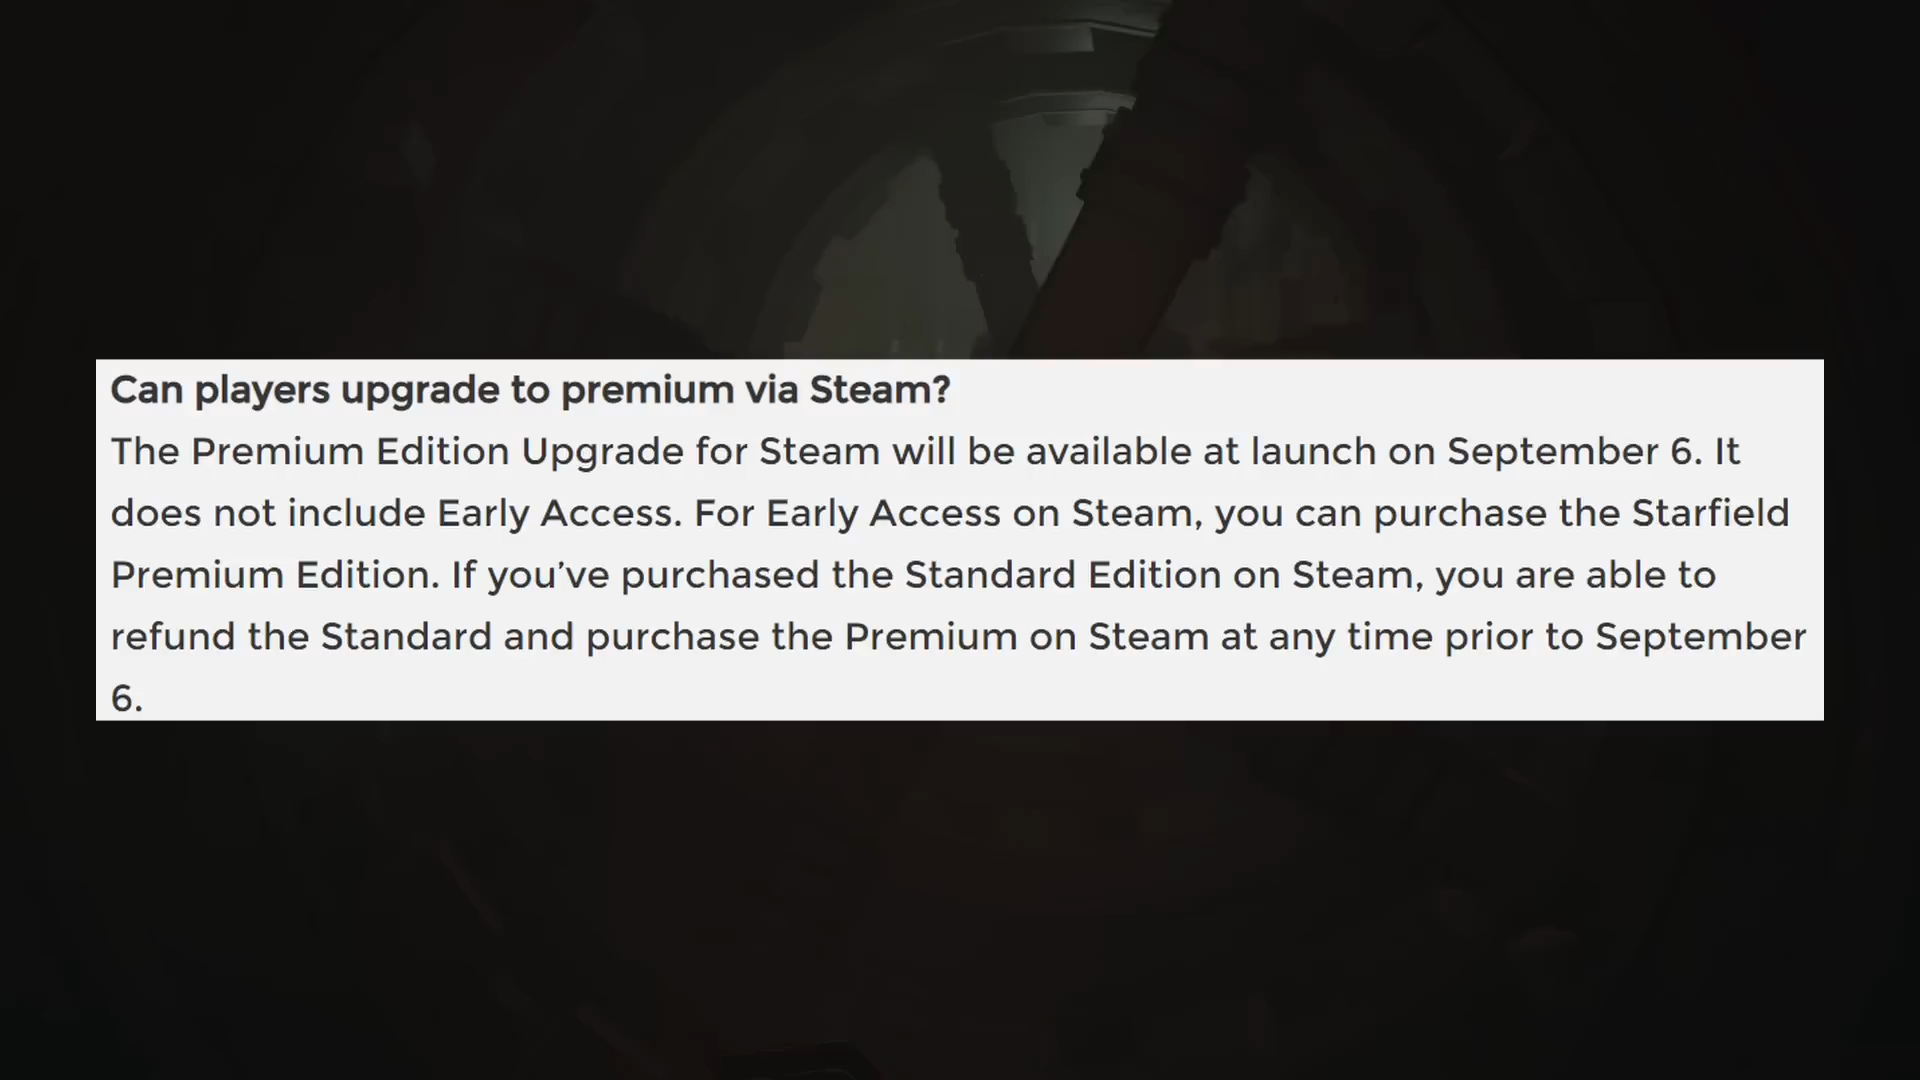 Can players upgrade to premium via Steam?
The Premium Edition Upgrade for Steam will be available at launch on September 6. It
does not include Early Access. For Early Access on Steam, you can purchase the Starfield
Premium Edition. If you’ve purchased the Standard Edition on Steam, you are able to
refund the Standard and purchase the Premium on Steam at any time prior to September
6.